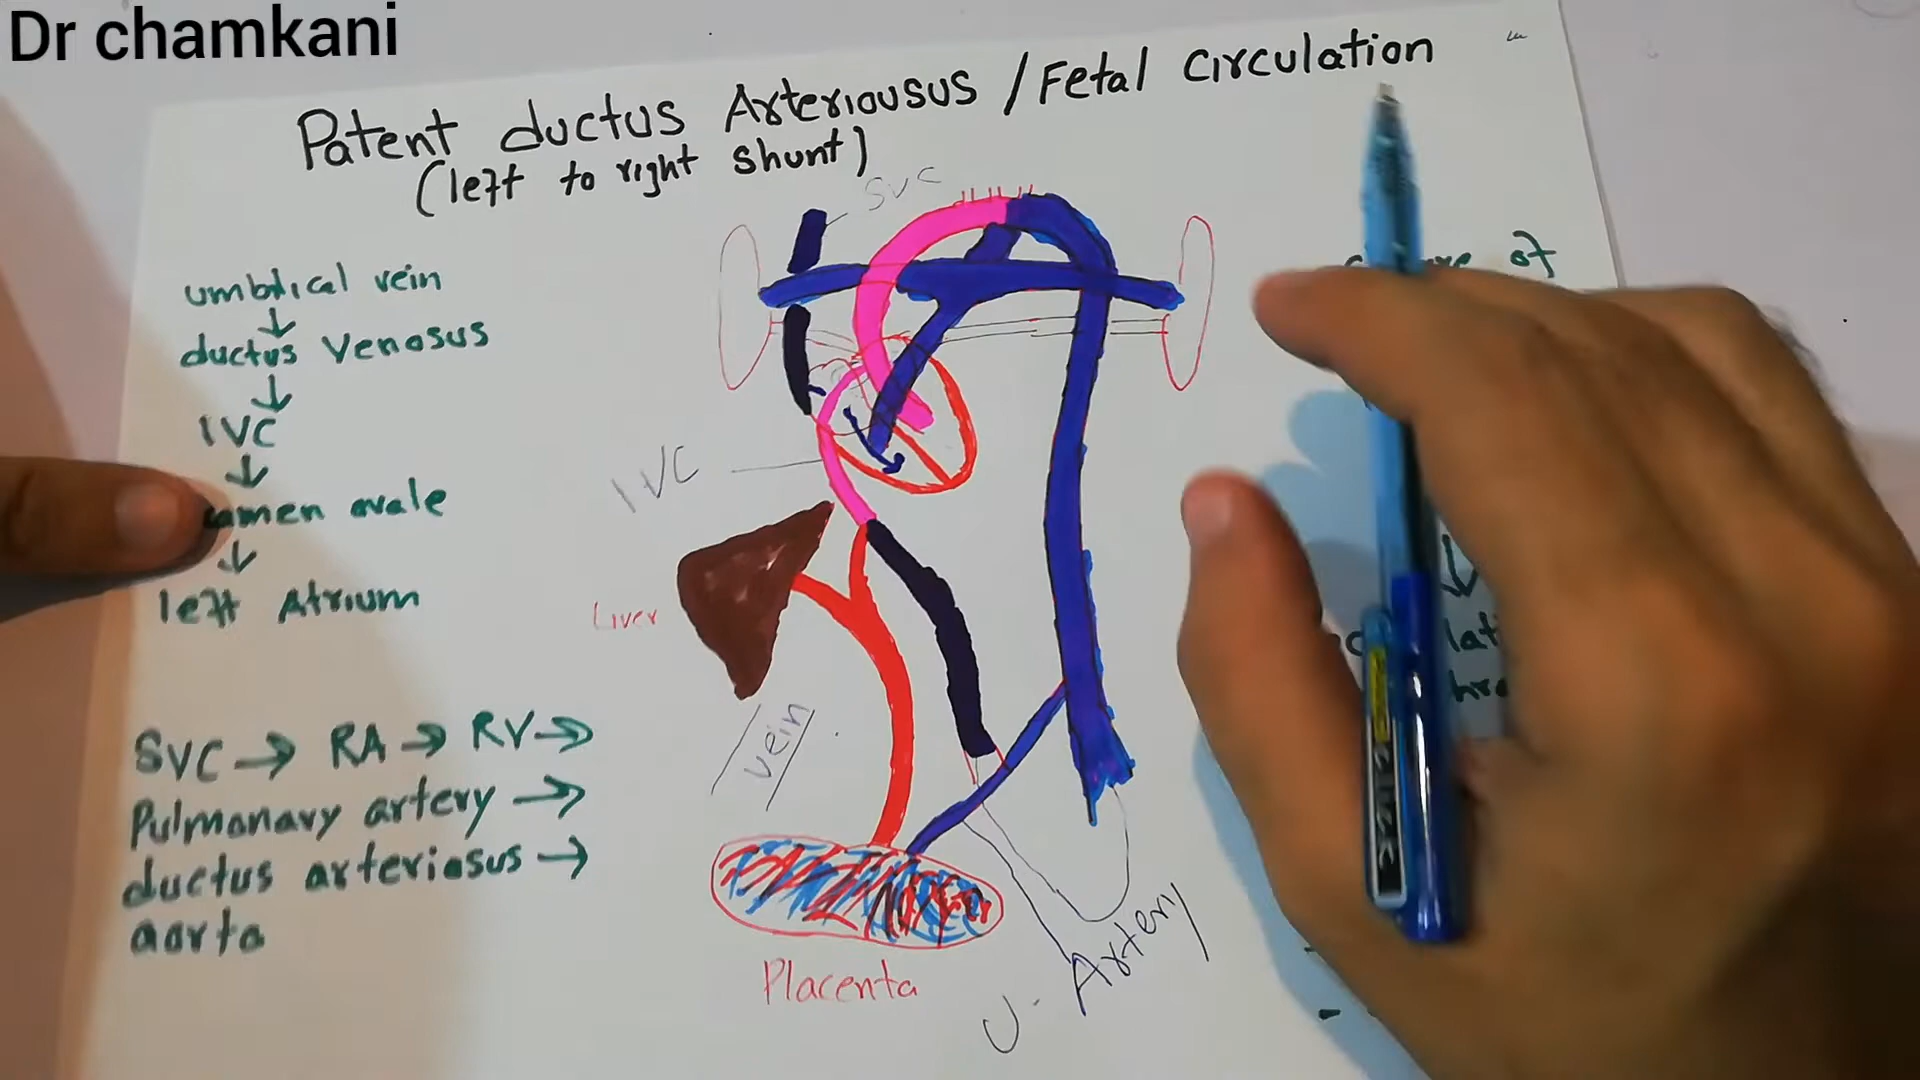 Dr chamkani
Patent ductus Arteriousus / Fetal Circulation
(left to right shunt)
SVC
umbilical vein
↓
ductus Venosus
↓
IVC
↓
amen ovale
↓
left Atrium
IVC
Liver
vein
SVC → RA → RV →
Pulmonary artery →
ductus arteriosus →
aorta
Placenta
U. Artery
of
↓